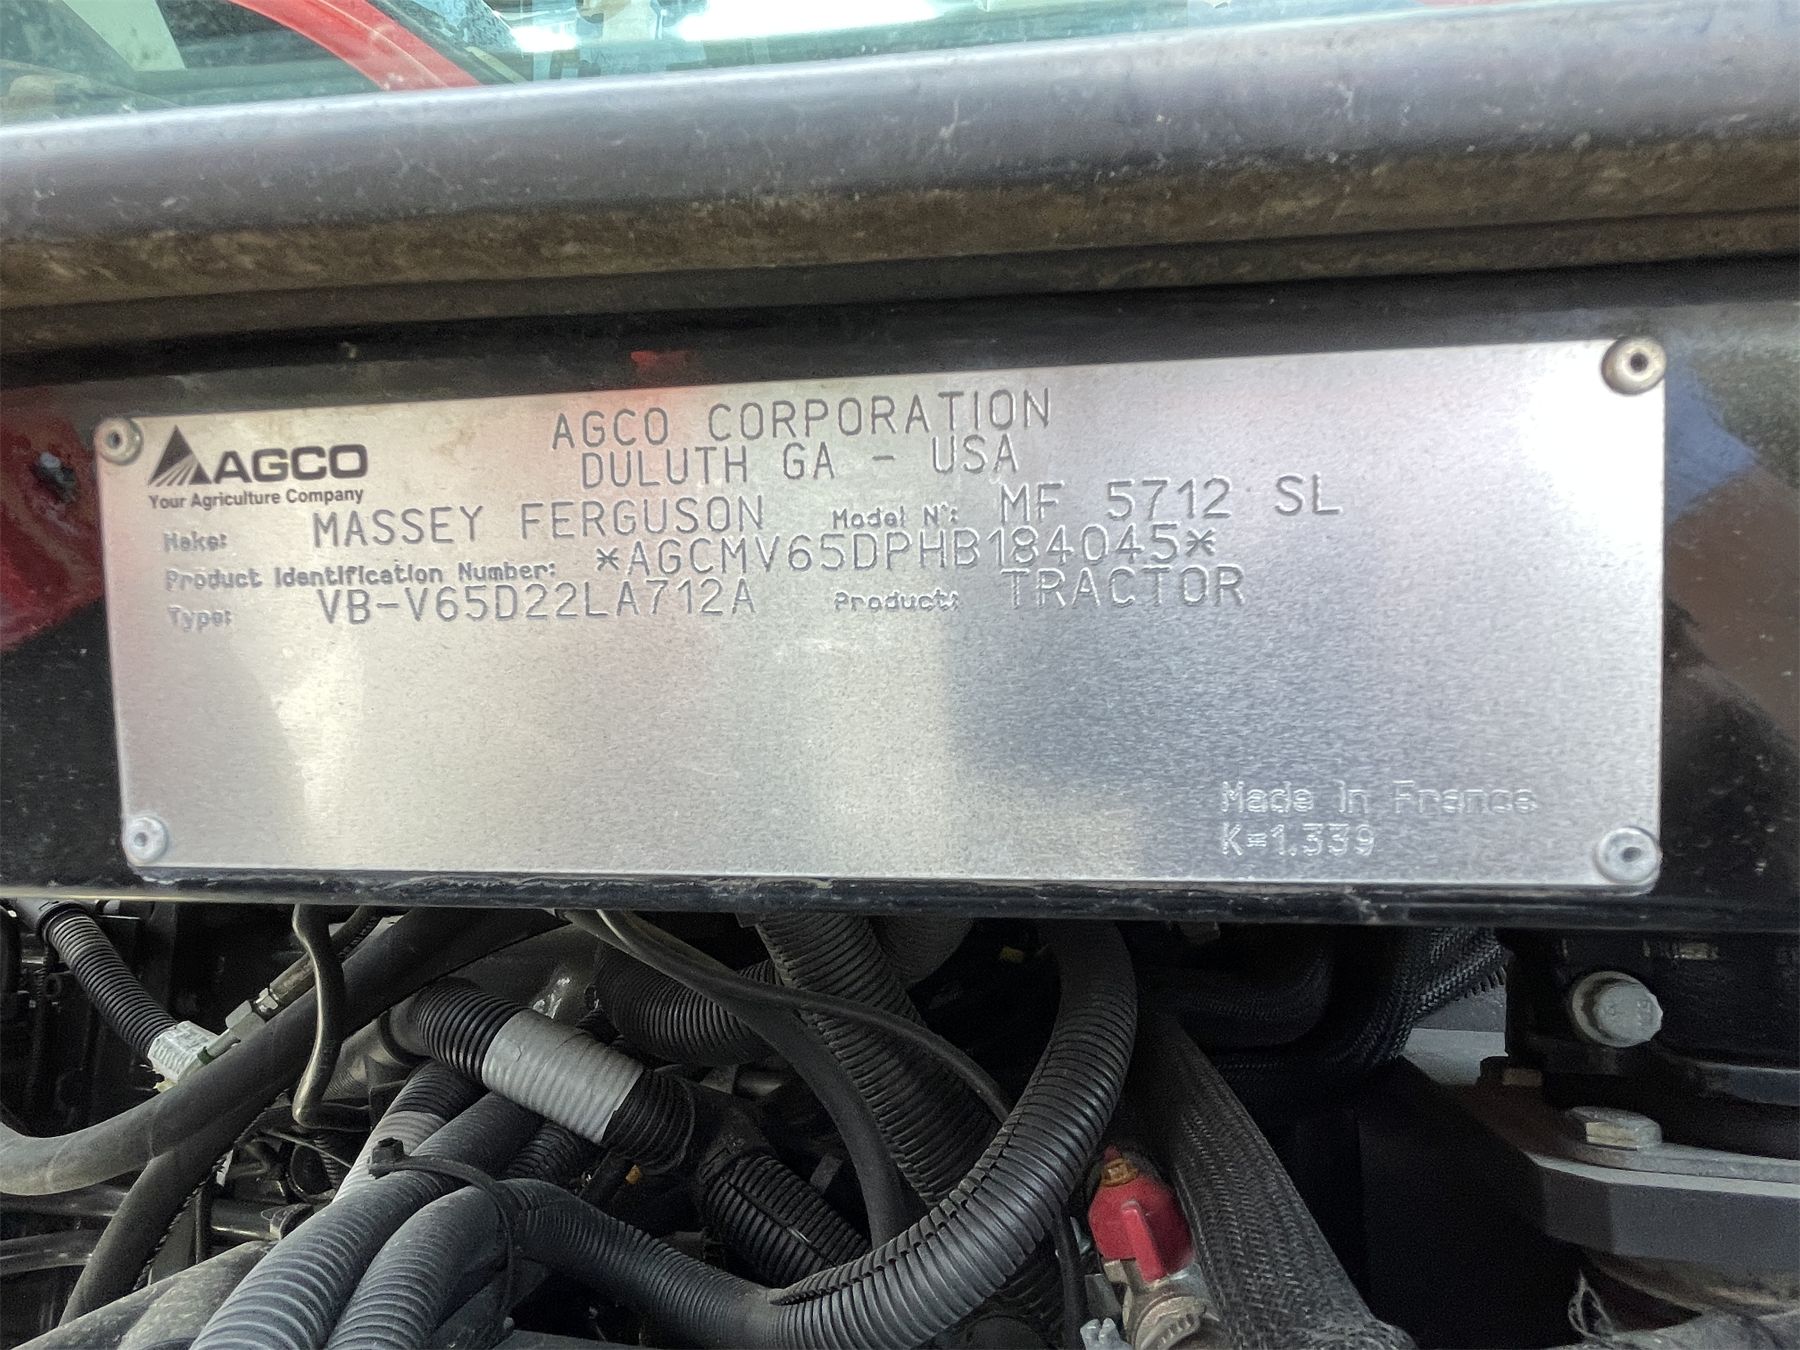 AGCO
Your Agriculture Company
AGCO CORPORATION
DULUTH GA - USA
Make: MASSEY FERGUSON Model N°: MF 5712 SL
Product Identification Number: *AGCMV65DPHB184045*
Type: VB-V65D22LA712A Product: TRACTOR
Made In France
K=1.339